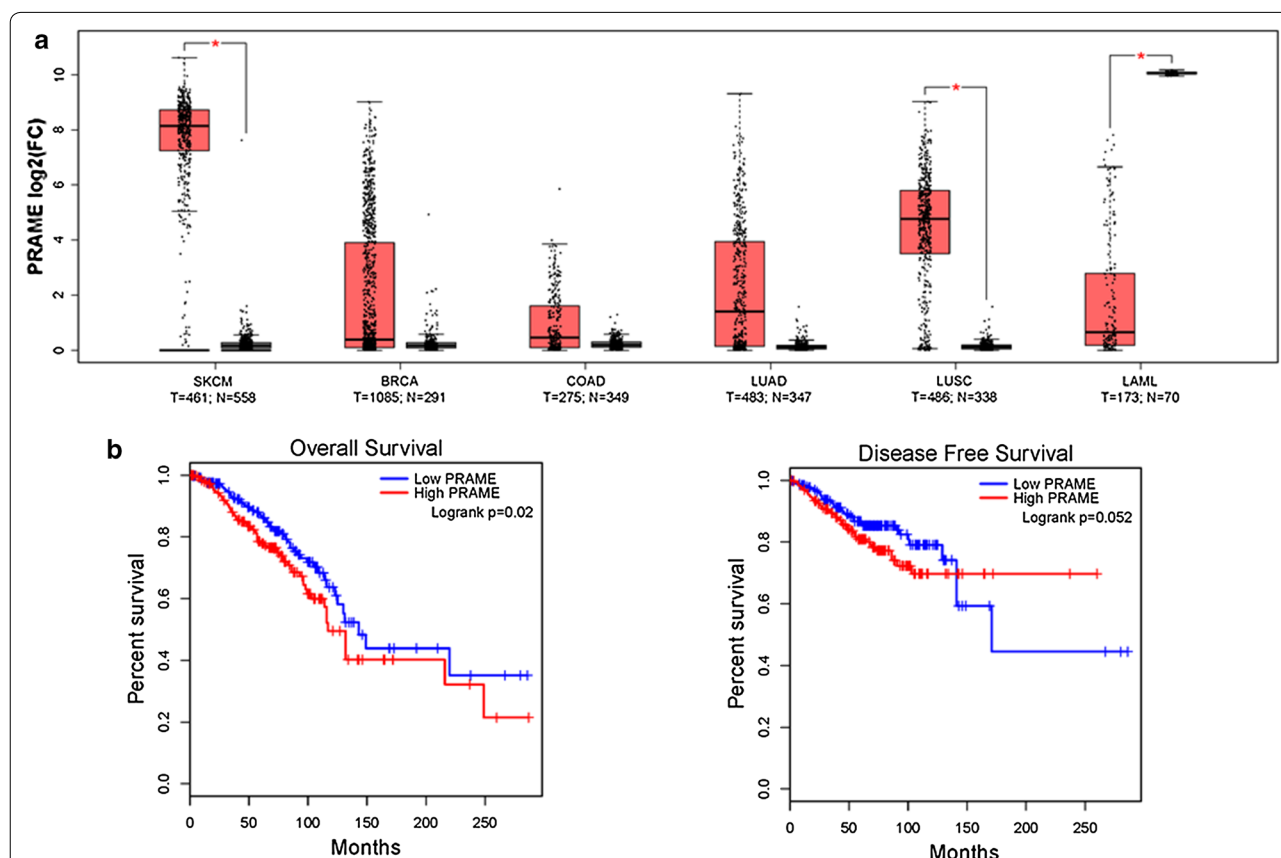 a
PRAME log2(FC)
10
8
6
4
2
0
SKCM BRCA COAD LUAD LUSC LAML
T=461; N=558 T=1085; N=291 T=275; N=349 T=483; N=347 T=486; N=338 T=173; N=70
b
Overall Survival
Low PRAME
High PRAME
Logrank p=0.02
Percent survival
1.0
0.8
0.6
0.4
0.2
0.0
0 50 100 150 200 250
Months
Disease Free Survival
Low PRAME
High PRAME
Logrank p=0.052
Percent survival
1.0
0.8
0.6
0.4
0.2
0.0
0 50 100 150 200 250
Months